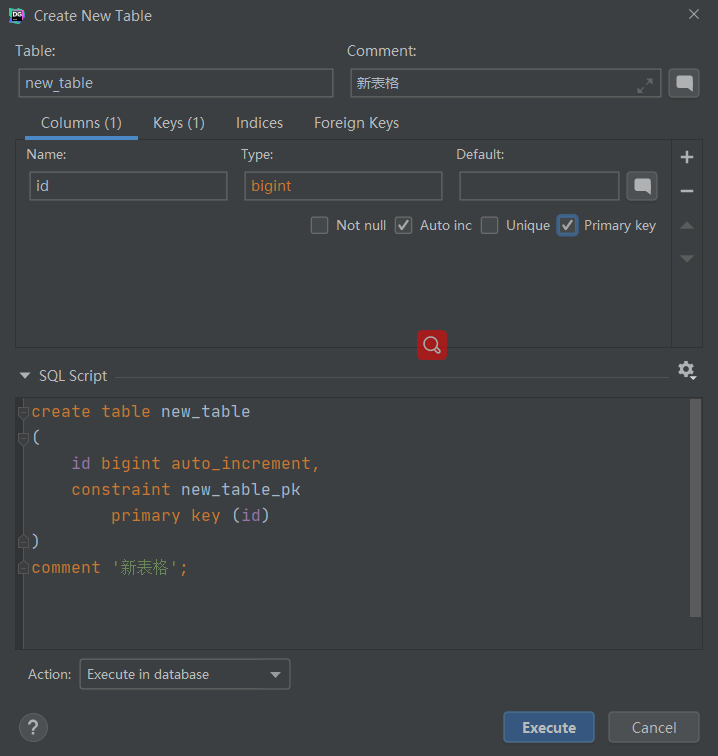 DG Create New Table
Table: Comment:
new_table 新表格
Columns (1) Keys (1) Indices Foreign Keys
Name: Type: Default:
id bigint
Not null Auto inc Unique Primary key
SQL Script
create table new_table
(
id bigint auto_increment,
constraint new_table_pk
primary key (id)
)
comment '新表格';
Action: Execute in database
? Execute Cancel